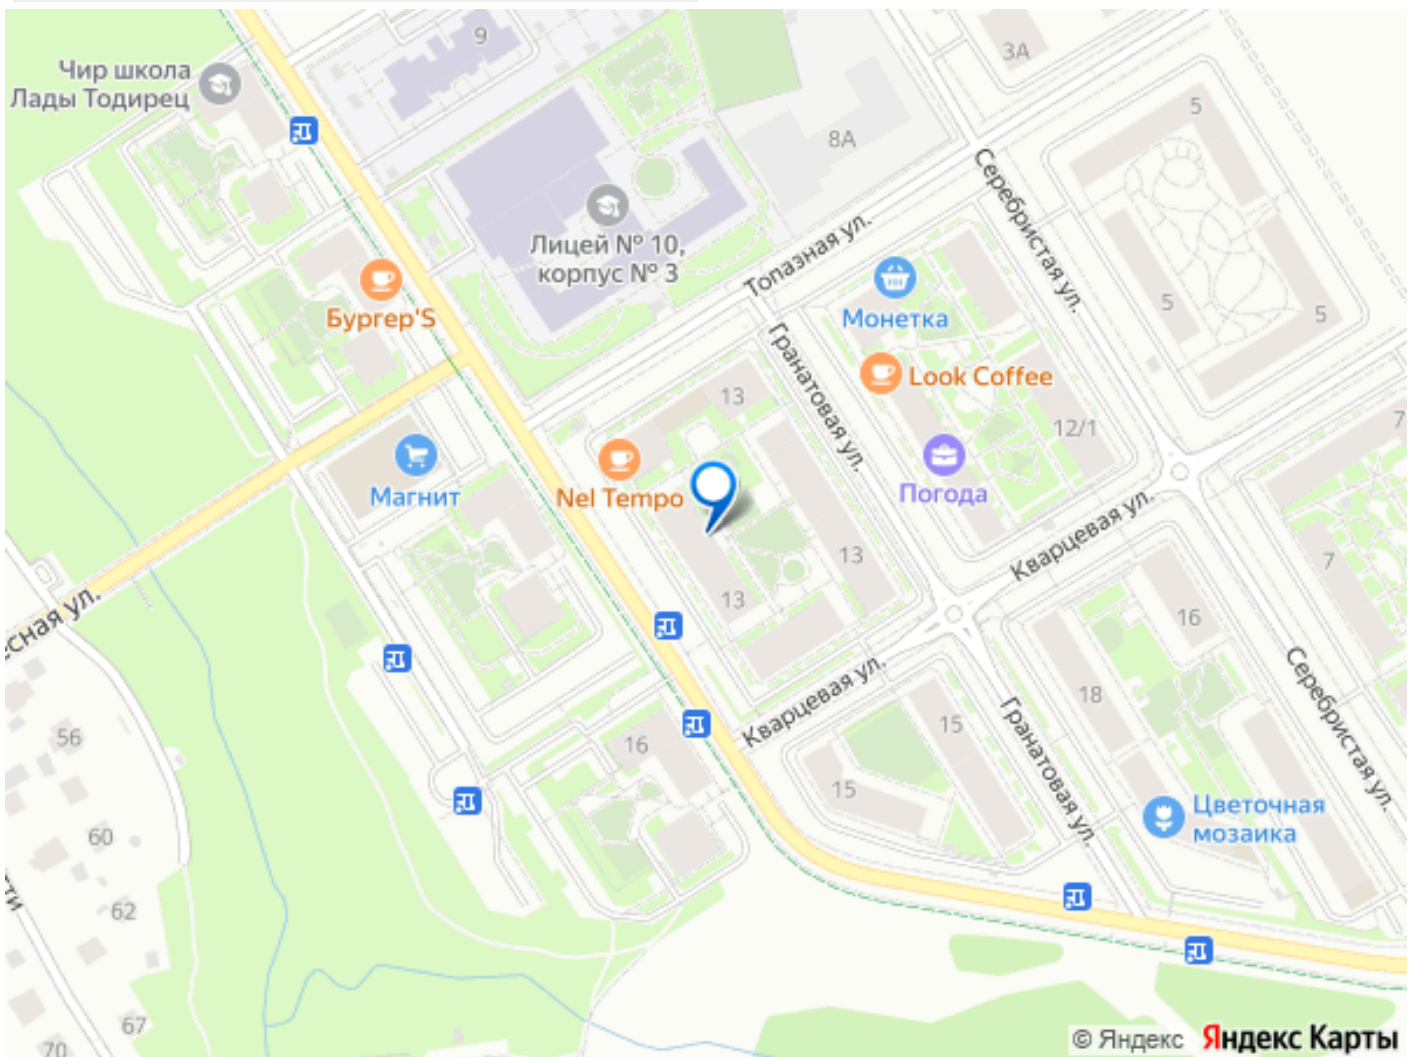 9
3А
Чир школа
Лады Тодирец
5
8А
Серебристая ул.
Лицей № 10,
корпус № 3
Топазная ул.
Бургер'S
Монетка
5
5
Гранатовая ул.
Look Coffee
13
12/1
7
Магнит
Nel Tempo
Погода
Кварцевая ул.
13
7
есная ул.
13
16
Кварцевая ул.
Серебристая ул.
18
Гранатовая ул.
15
56
16
15
Цветочная
мозаика
60
ти
62
67
70
© Яндекс Яндекс Карты